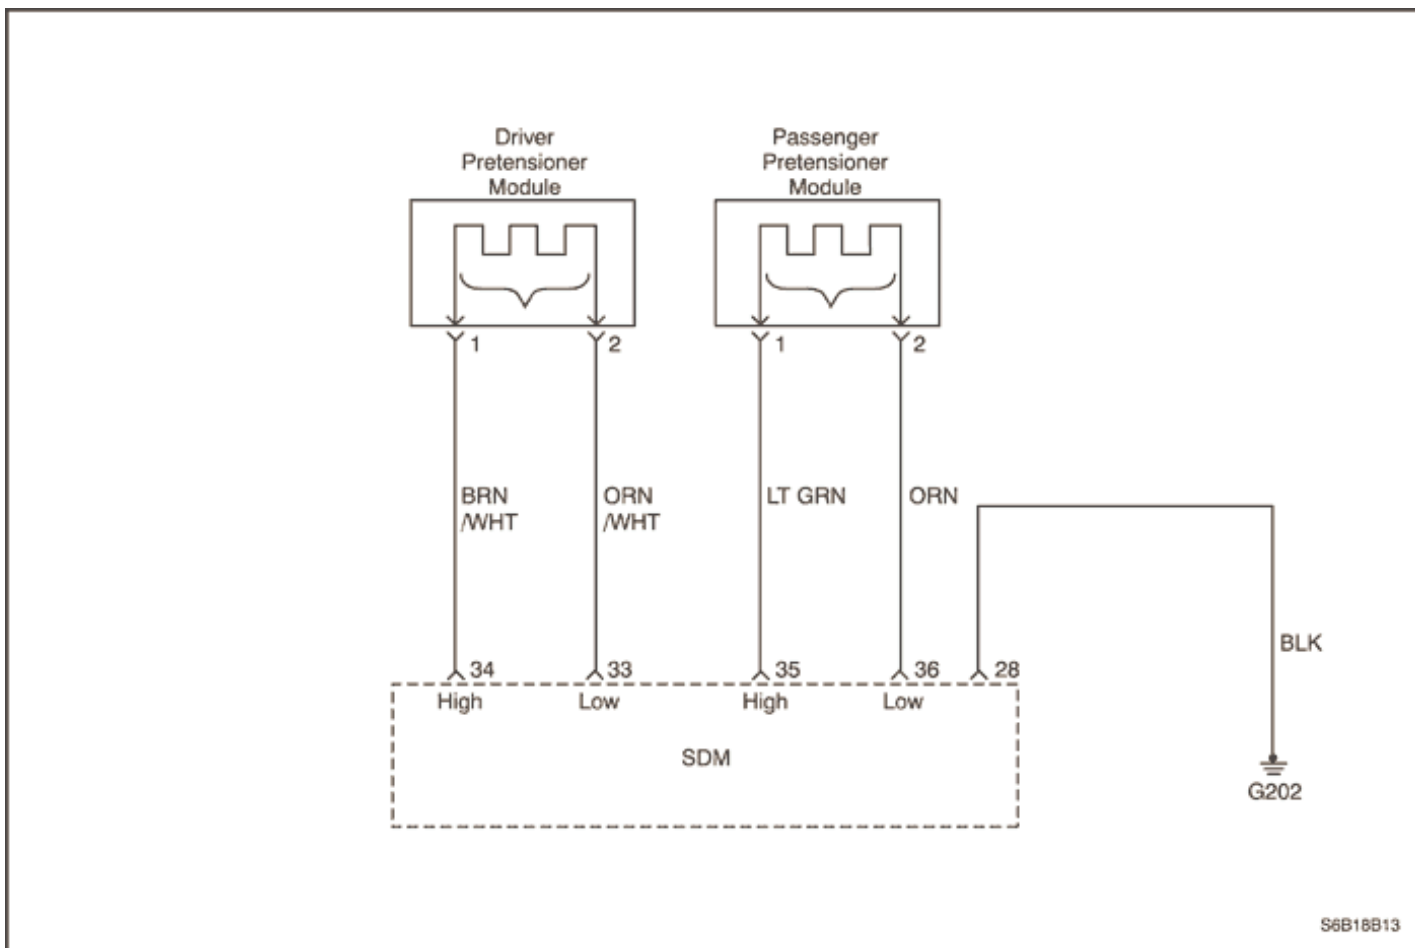 Driver
Pretensioner
Module
Passenger
Pretensioner
Module
1
2
1
2
BRN
/WHT
ORN
/WHT
LT GRN
ORN
BLK
34
33
35
36
28
High
Low
High
Low
SDM
G202
S6B18B13